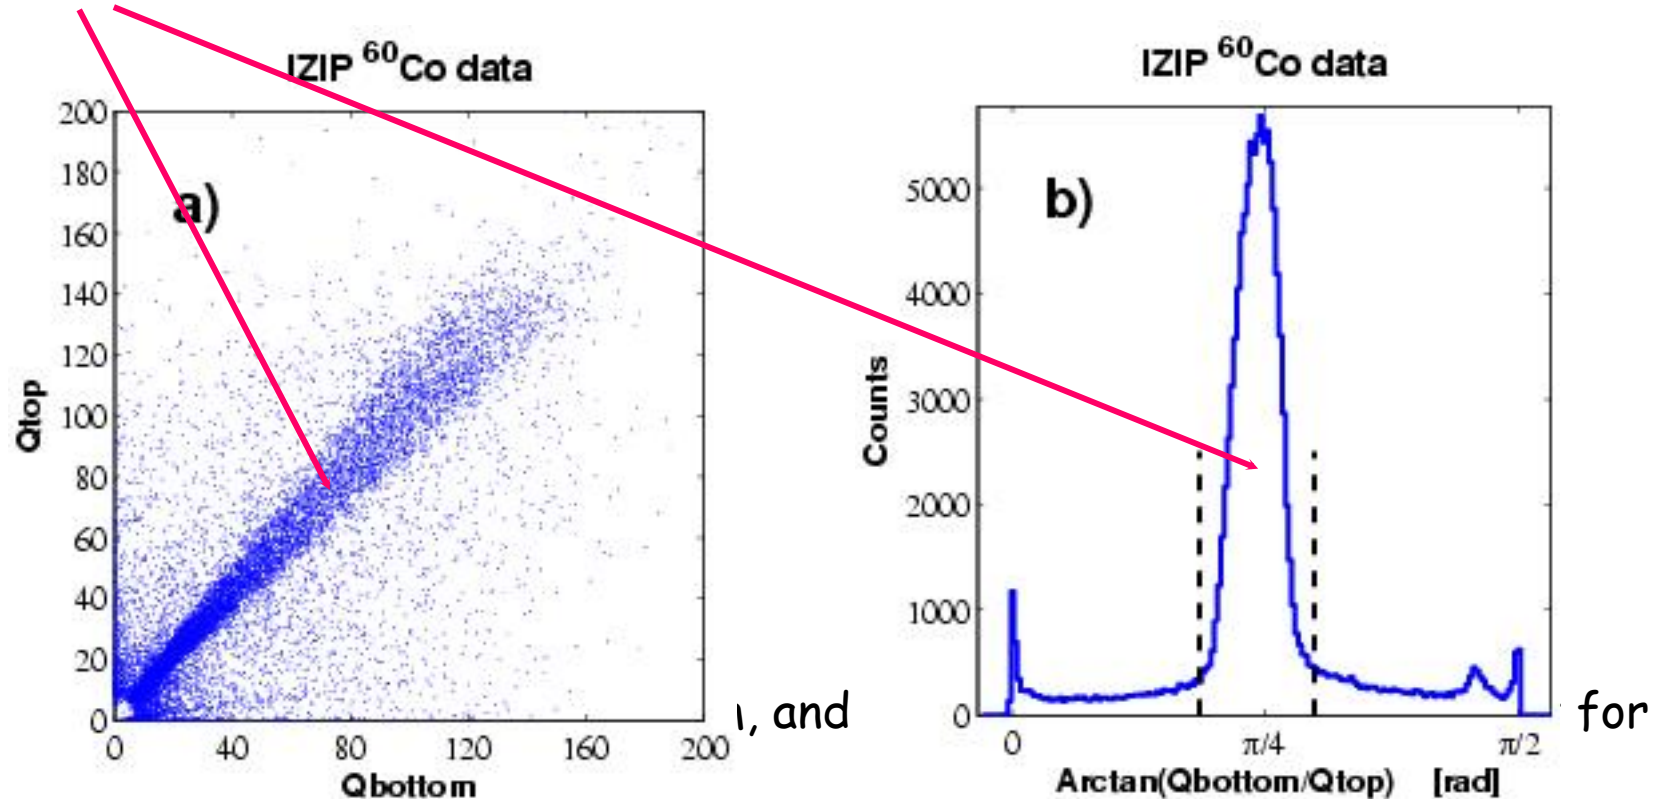 IZIP ⁶⁰Co data
200
180
160
140
120
100
80
60
40
20
0
Qtop
a)
0 40 80 120 160 200
Qbottom
IZIP ⁶⁰Co data
5000
4000
3000
2000
1000
0
Counts
b)
0 π/4 π/2
Arctan(Qbottom/Qtop) [rad]
, and
for